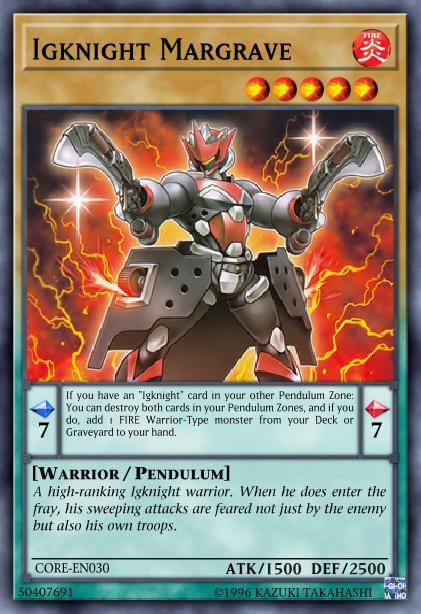 IGKNIGHT MARGRAVE
FIRE
炎
If you have an "Igknight" card in your other Pendulum Zone:
You can destroy both cards in your Pendulum Zones, and if you
do, add 1 FIRE Warrior-Type monster from your Deck or
Graveyard to your hand.
7
7
[WARRIOR / PENDULUM]
A high-ranking Igknight warrior. When he does enter the
fray, his sweeping attacks are feared not just by the enemy
but also his own troops.
CORE-EN030
ATK/1500 DEF/2500
50407691
©1996 KAZUKI TAKAHASHI